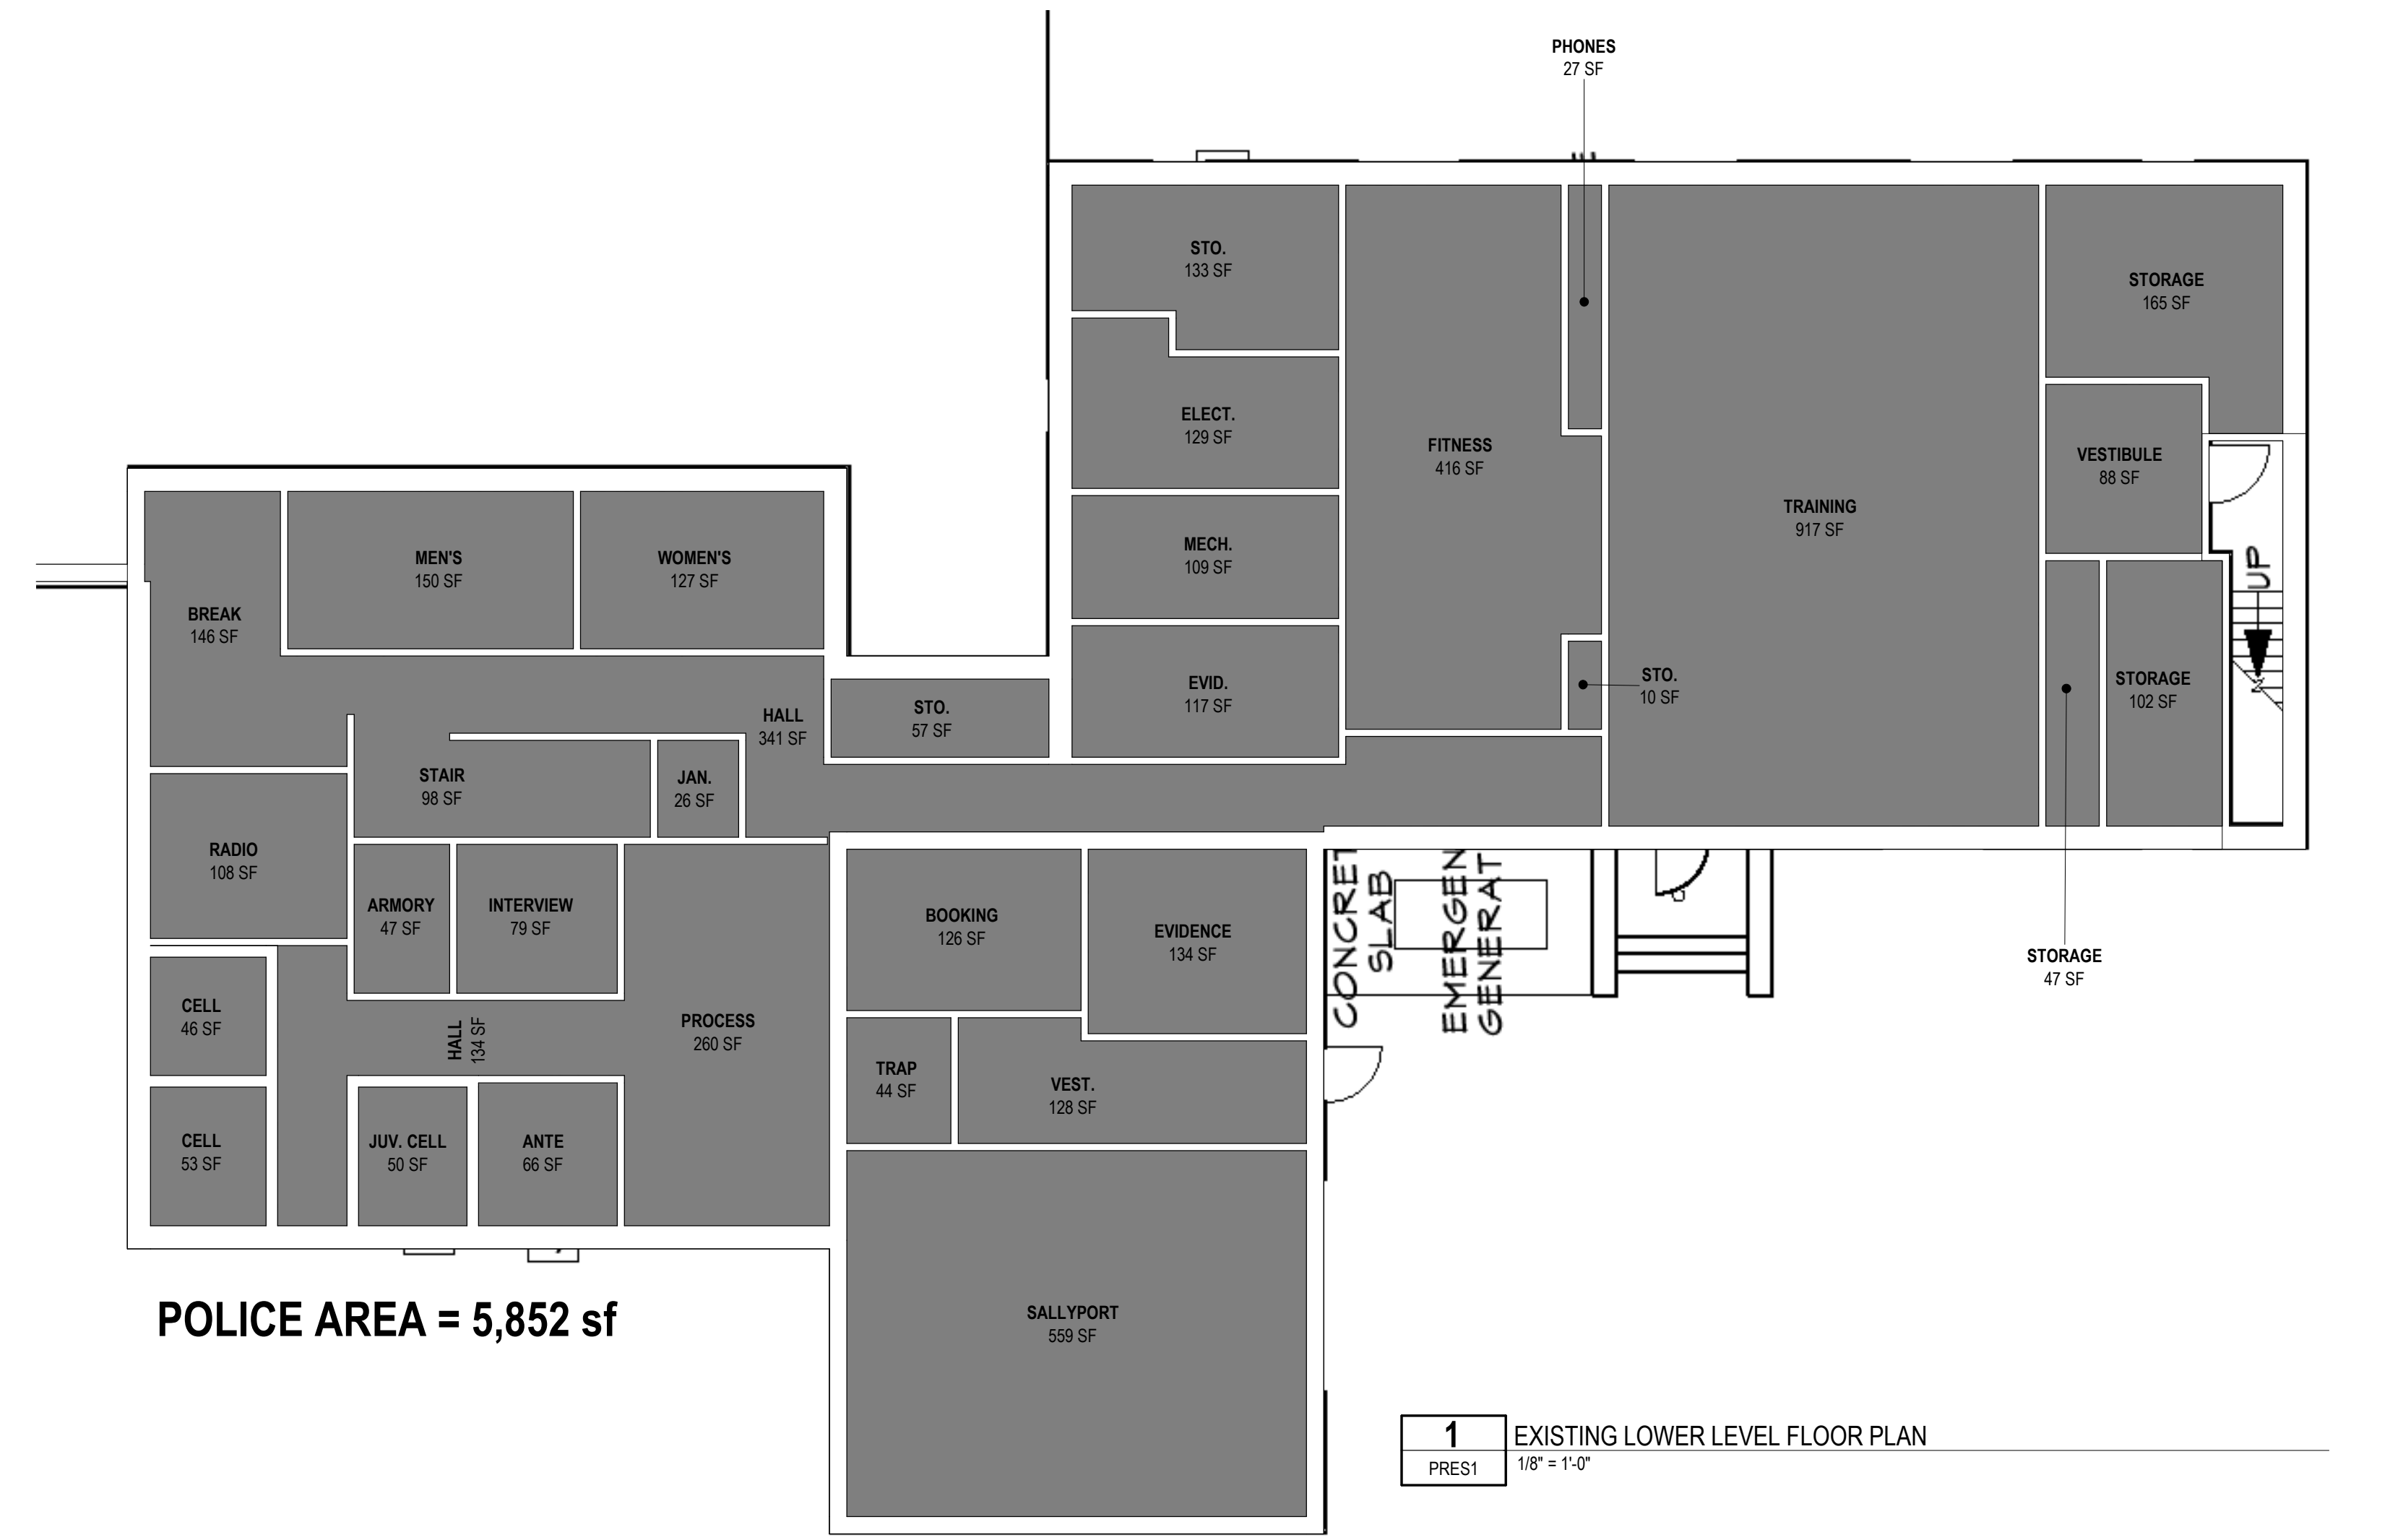 PHONES
27 SF
STO.
133 SF
STORAGE
165 SF
ELECT.
129 SF
FITNESS
416 SF
VESTIBULE
88 SF
TRAINING
917 SF
MEN'S
150 SF
WOMEN'S
127 SF
MECH.
109 SF
UP
BREAK
146 SF
EVID.
117 SF
STO.
10 SF
STORAGE
102 SF
HALL
341 SF
STO.
57 SF
STAIR
98 SF
JAN.
26 SF
RADIO
108 SF
ARMORY
47 SF
INTERVIEW
79 SF
BOOKING
126 SF
EVIDENCE
134 SF
CONCRET
SLAB
EMERGEN
GENERAT
STORAGE
47 SF
CELL
46 SF
HALL
134 SF
PROCESS
260 SF
TRAP
44 SF
VEST.
128 SF
CELL
53 SF
JUV. CELL
50 SF
ANTE
66 SF
POLICE AREA = 5,852 sf
SALLYPORT
559 SF
1
EXISTING LOWER LEVEL FLOOR PLAN
PRES1
1/8" = 1'-0"